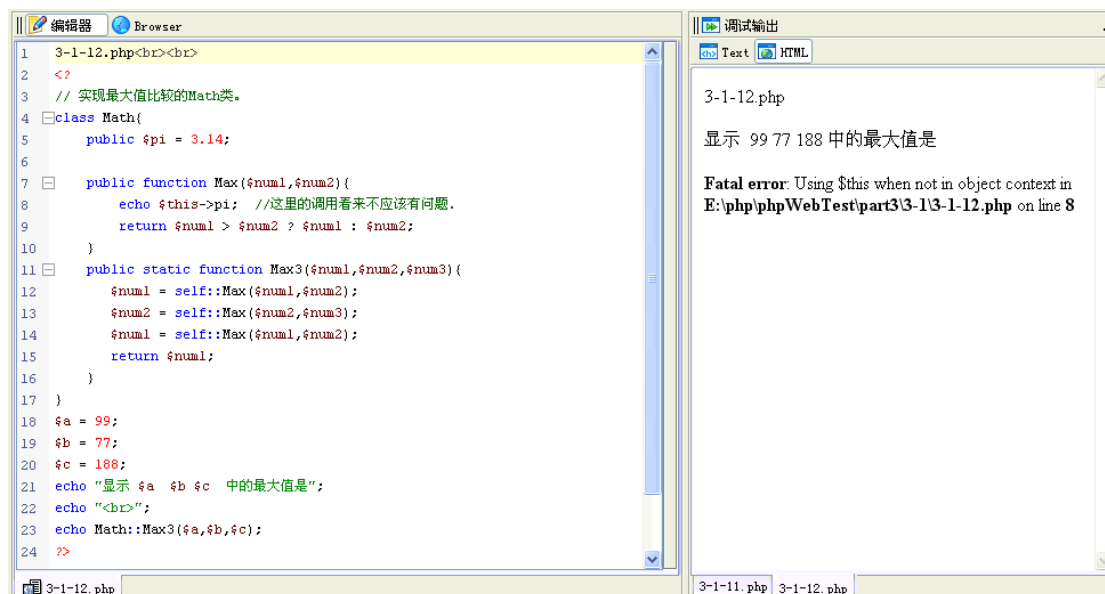 编辑器 Browser
1 3-1-12.php<br><br>
2 <?
3 // 实现最大值比较的Math类。
4 class Math{
5 public $pi = 3.14;
6
7 public function Max($num1,$num2){
8 echo $this->pi; //这里的调用看来不应该有问题.
9 return $num1 > $num2 ? $num1 : $num2;
10 }
11 public static function Max3($num1,$num2,$num3){
12 $num1 = self::Max($num1,$num2);
13 $num2 = self::Max($num2,$num3);
14 $num1 = self::Max($num1,$num2);
15 return $num1;
16 }
17 }
18 $a = 99;
19 $b = 77;
20 $c = 188;
21 echo "显示 $a $b $c 中的最大值是";
22 echo "<br>";
23 echo Math::Max3($a,$b,$c);
24 ?>
3-1-12.php
调试输出
<h> Text HTML
3-1-12.php
显示 99 77 188 中的最大值是
Fatal error: Using $this when not in object context in
E:\php\phpWebTest\part3\3-1\3-1-12.php on line 8
3-1-11.php 3-1-12.php